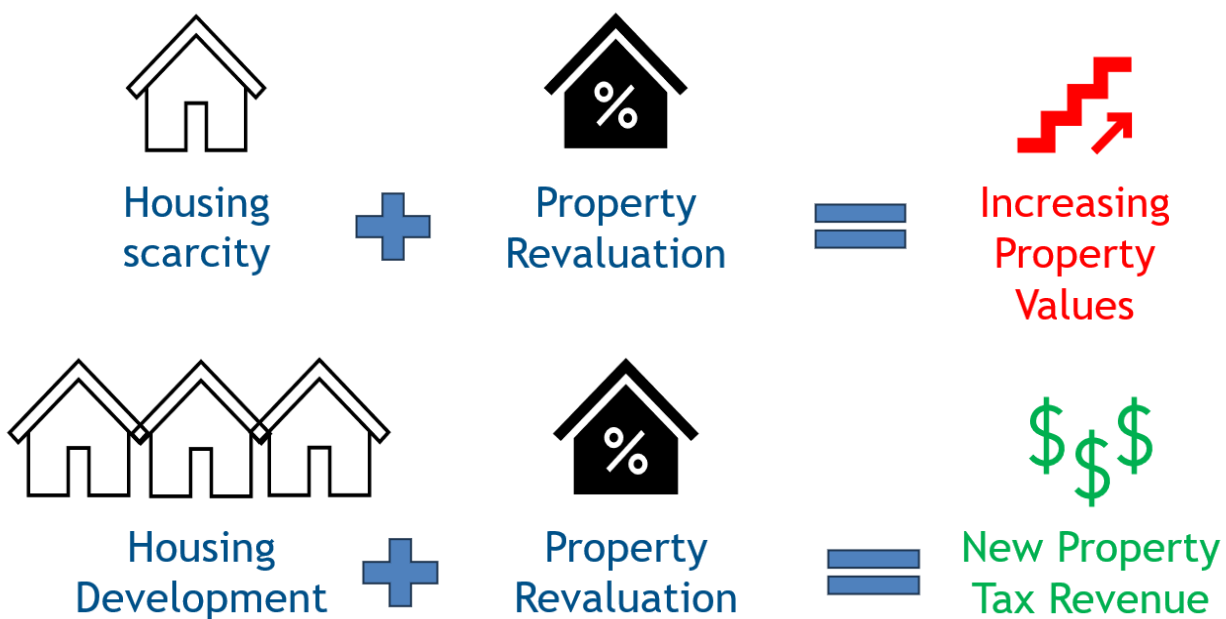 %
Housing
scarcity
Property
Revaluation
Increasing
Property
Values
%
$$$
Housing
Development
Property
Revaluation
New Property
Tax Revenue